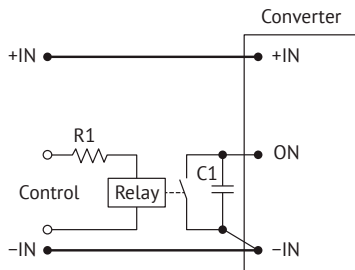 Converter
+IN
+IN
R1
ON
C1
Control
Relay
−IN
−IN